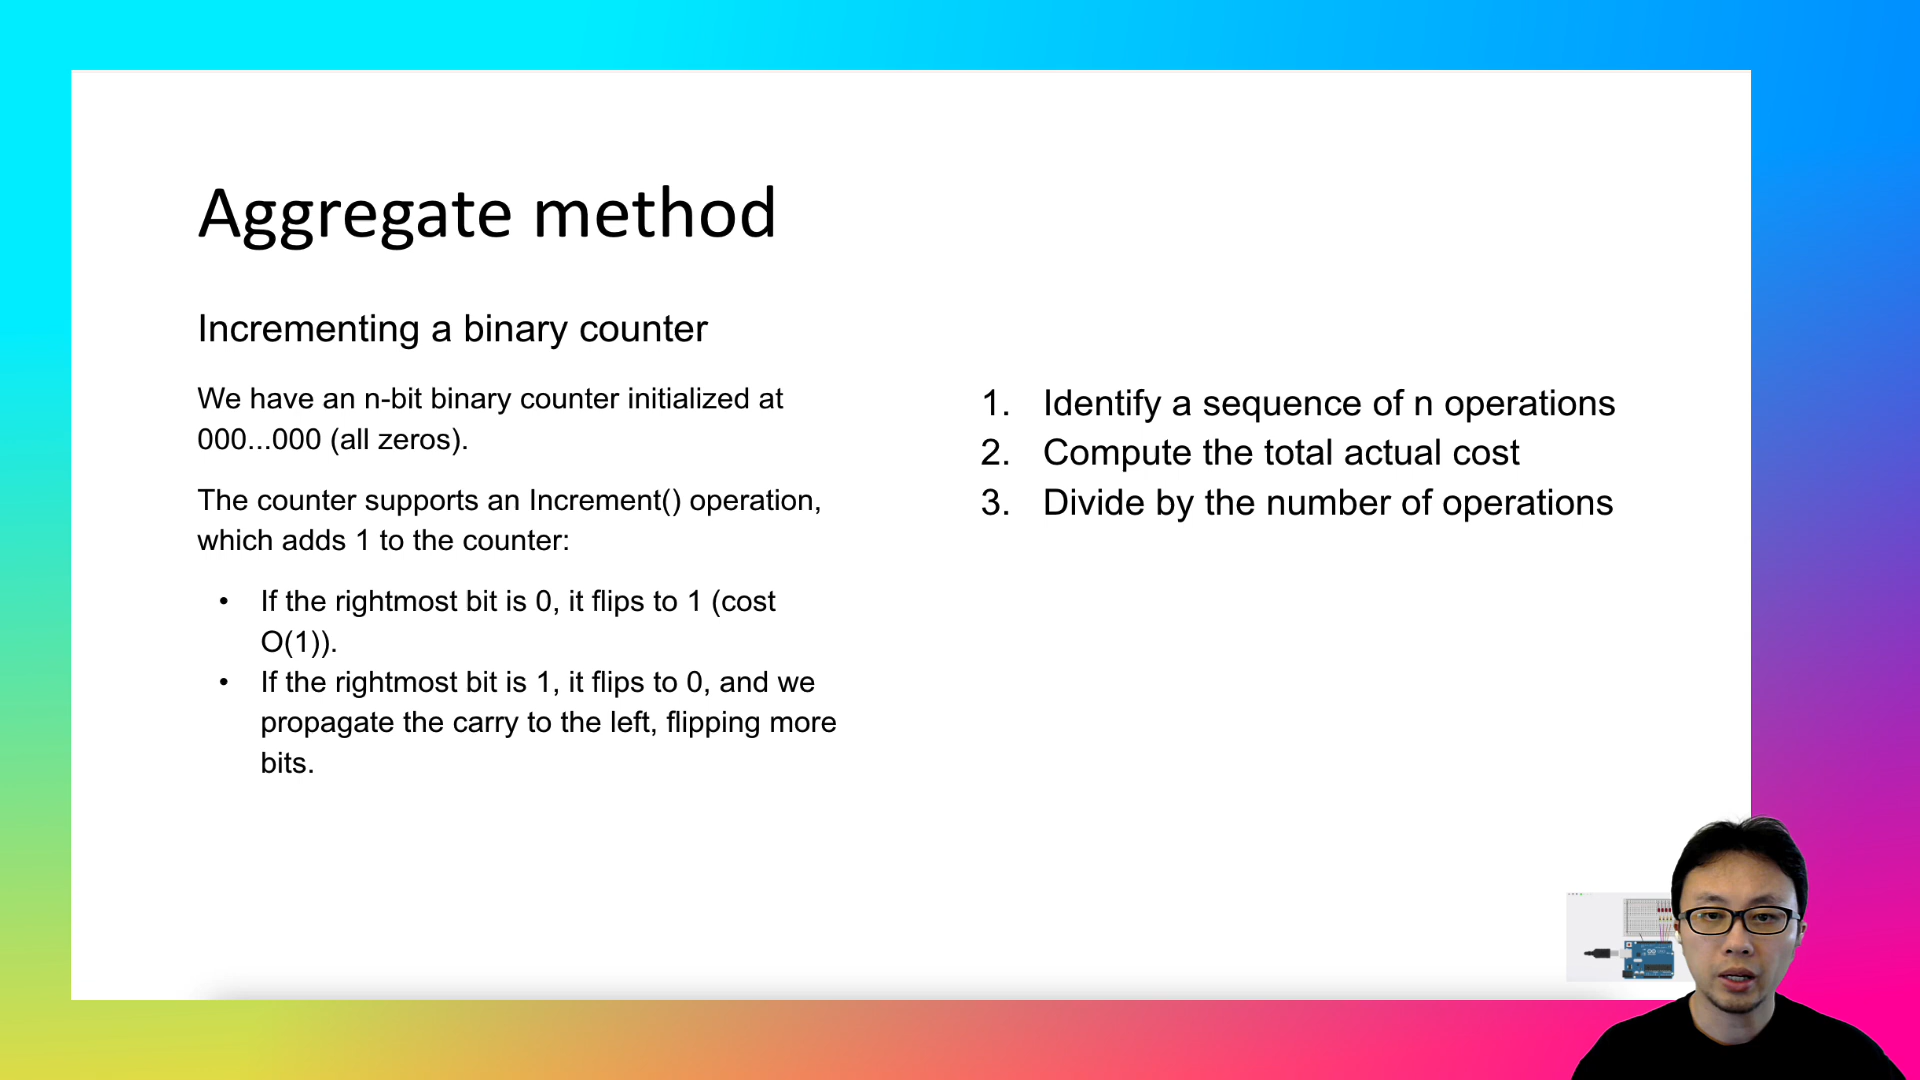 Aggregate method
Incrementing a binary counter
We have an n-bit binary counter initialized at
000...000 (all zeros).
The counter supports an Increment() operation,
which adds 1 to the counter:
• If the rightmost bit is 0, it flips to 1 (cost
O(1)).
• If the rightmost bit is 1, it flips to 0, and we
propagate the carry to the left, flipping more
bits.
1. Identify a sequence of n operations
2. Compute the total actual cost
3. Divide by the number of operations